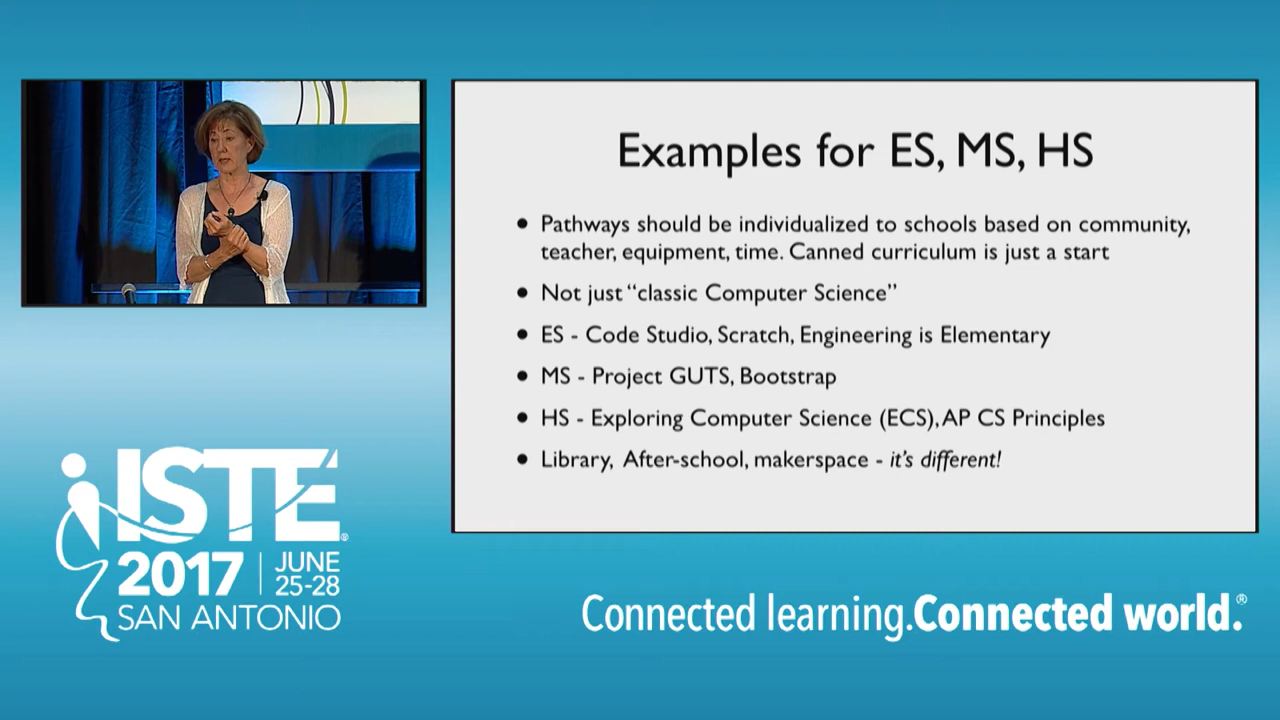 Examples for ES, MS, HS
• Pathways should be individualized to schools based on community,
teacher, equipment, time. Canned curriculum is just a start
• Not just “classic Computer Science”
• ES - Code Studio, Scratch, Engineering is Elementary
• MS - Project GUTS, Bootstrap
• HS - Exploring Computer Science (ECS), AP CS Principles
• Library, After-school, makerspace - it’s different!
ISTE®
2017 | JUNE
25-28
SAN ANTONIO
Connected learning.Connected world.®